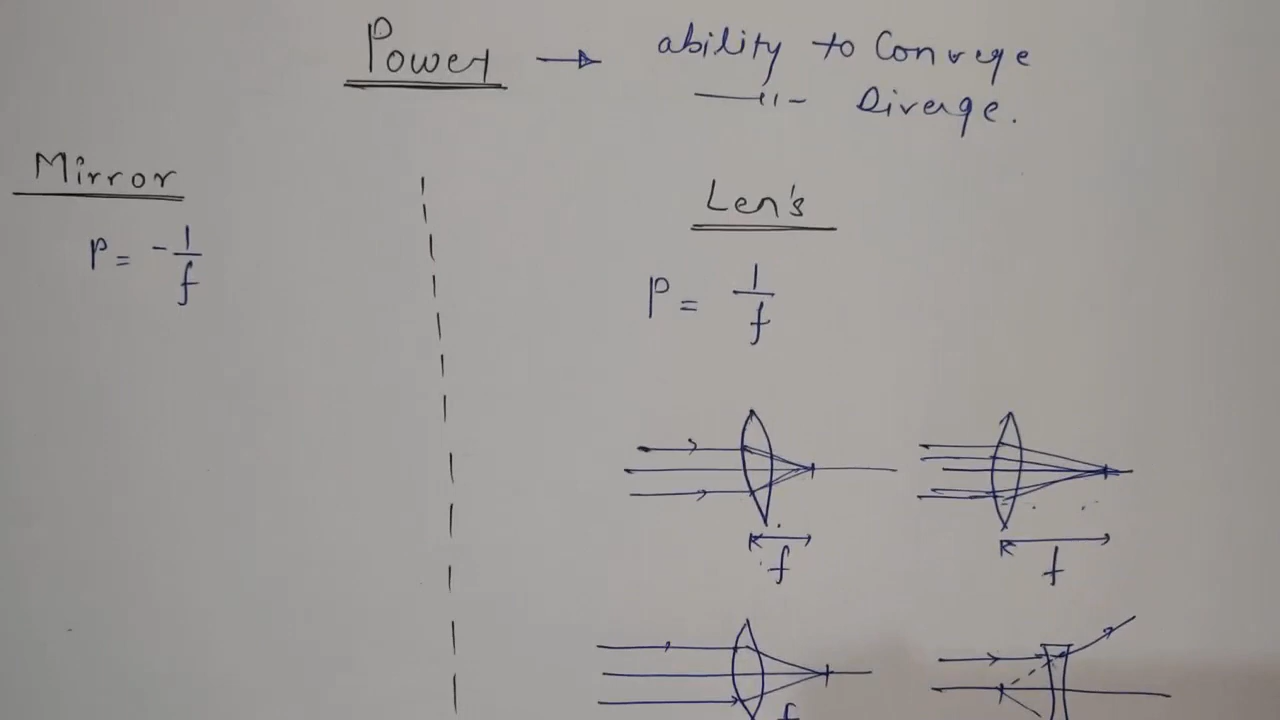 Power → ability to Converge
—〃- Diverge.
Mirror
P = - 1/f
Len's
P = 1/f
f
f
f